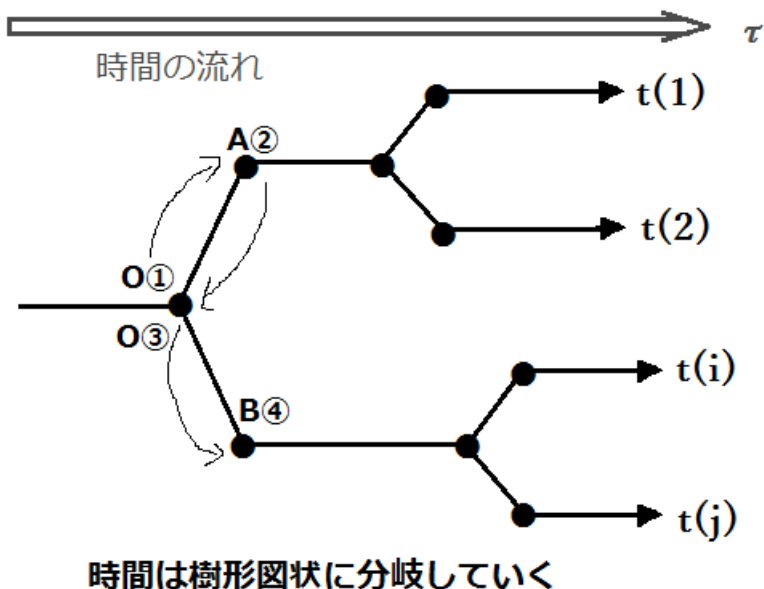 τ
時間の流れ
t(1)
A②
t(2)
O①
O③
t(i)
B④
t(j)
時間は樹形図状に分岐していく